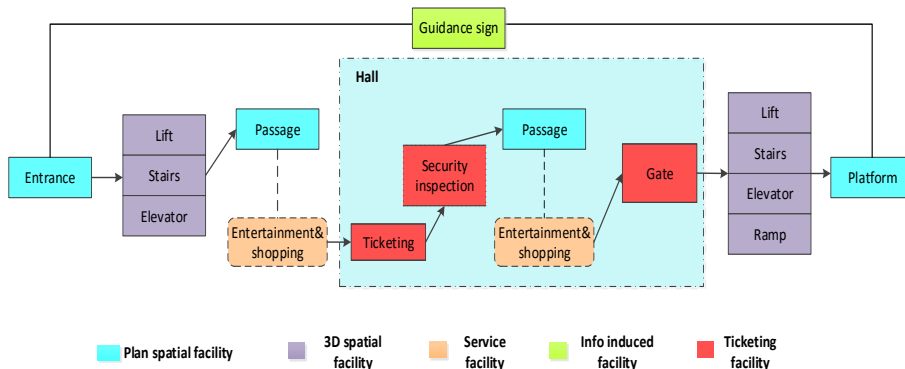 Guidance sign
Hall
Lift
Stairs
Elevator
Passage
Passage
Security
inspection
Gate
Lift
Stairs
Elevator
Ramp
Entrance
Platform
Entertainment&
shopping
Ticketing
Entertainment&
shopping
Plan spatial facility
3D spatial
facility
Service
facility
Info induced
facility
Ticketing
facility